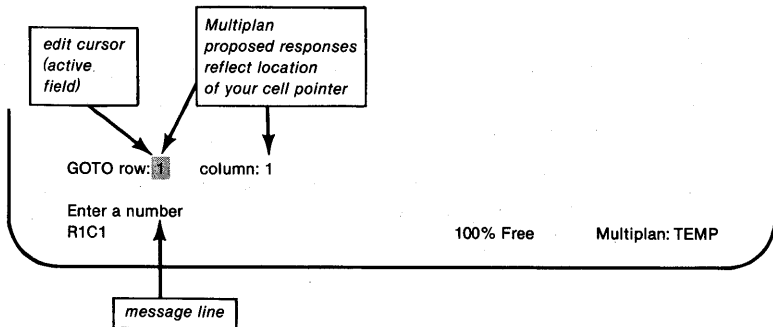 edit cursor
(active
field)
Multiplan
proposed responses
reflect location
of your cell pointer
GOTO row: 1 column: 1
Enter a number
R1C1 100% Free Multiplan: TEMP
message line